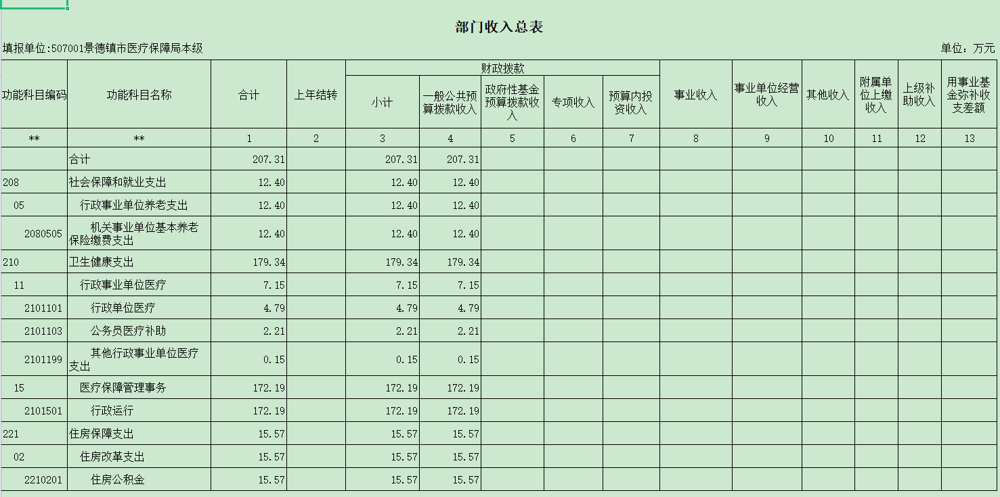 部门收入总表
填报单位:507001景德镇市医疗保障局本级 单位：万元
功能科目编码 功能科目名称 合计 上年结转 财政拨款 事业收入 事业单位经营 其他收入 附属单 上级补 用事业基
收入 位上缴 助收入 金弥补收
收入 支差额
小计 一般公共预 政府性基金 专项收入 预算内投
算拨款收入 预算拨款收 资收入
入
** ** 1 2 3 4 5 6 7 8 9 10 11 12 13
合计 207.31 207.31 207.31
208 社会保障和就业支出 12.40 12.40 12.40
05 行政事业单位养老支出 12.40 12.40 12.40
2080505 机关事业单位基本养老 12.40 12.40 12.40
保险缴费支出
210 卫生健康支出 179.34 179.34 179.34
11 行政事业单位医疗 7.15 7.15 7.15
2101101 行政单位医疗 4.79 4.79 4.79
2101103 公务员医疗补助 2.21 2.21 2.21
2101199 其他行政事业单位医疗 0.15 0.15 0.15
支出
15 医疗保障管理事务 172.19 172.19 172.19
2101501 行政运行 172.19 172.19 172.19
221 住房保障支出 15.57 15.57 15.57
02 住房改革支出 15.57 15.57 15.57
2210201 住房公积金 15.57 15.57 15.57